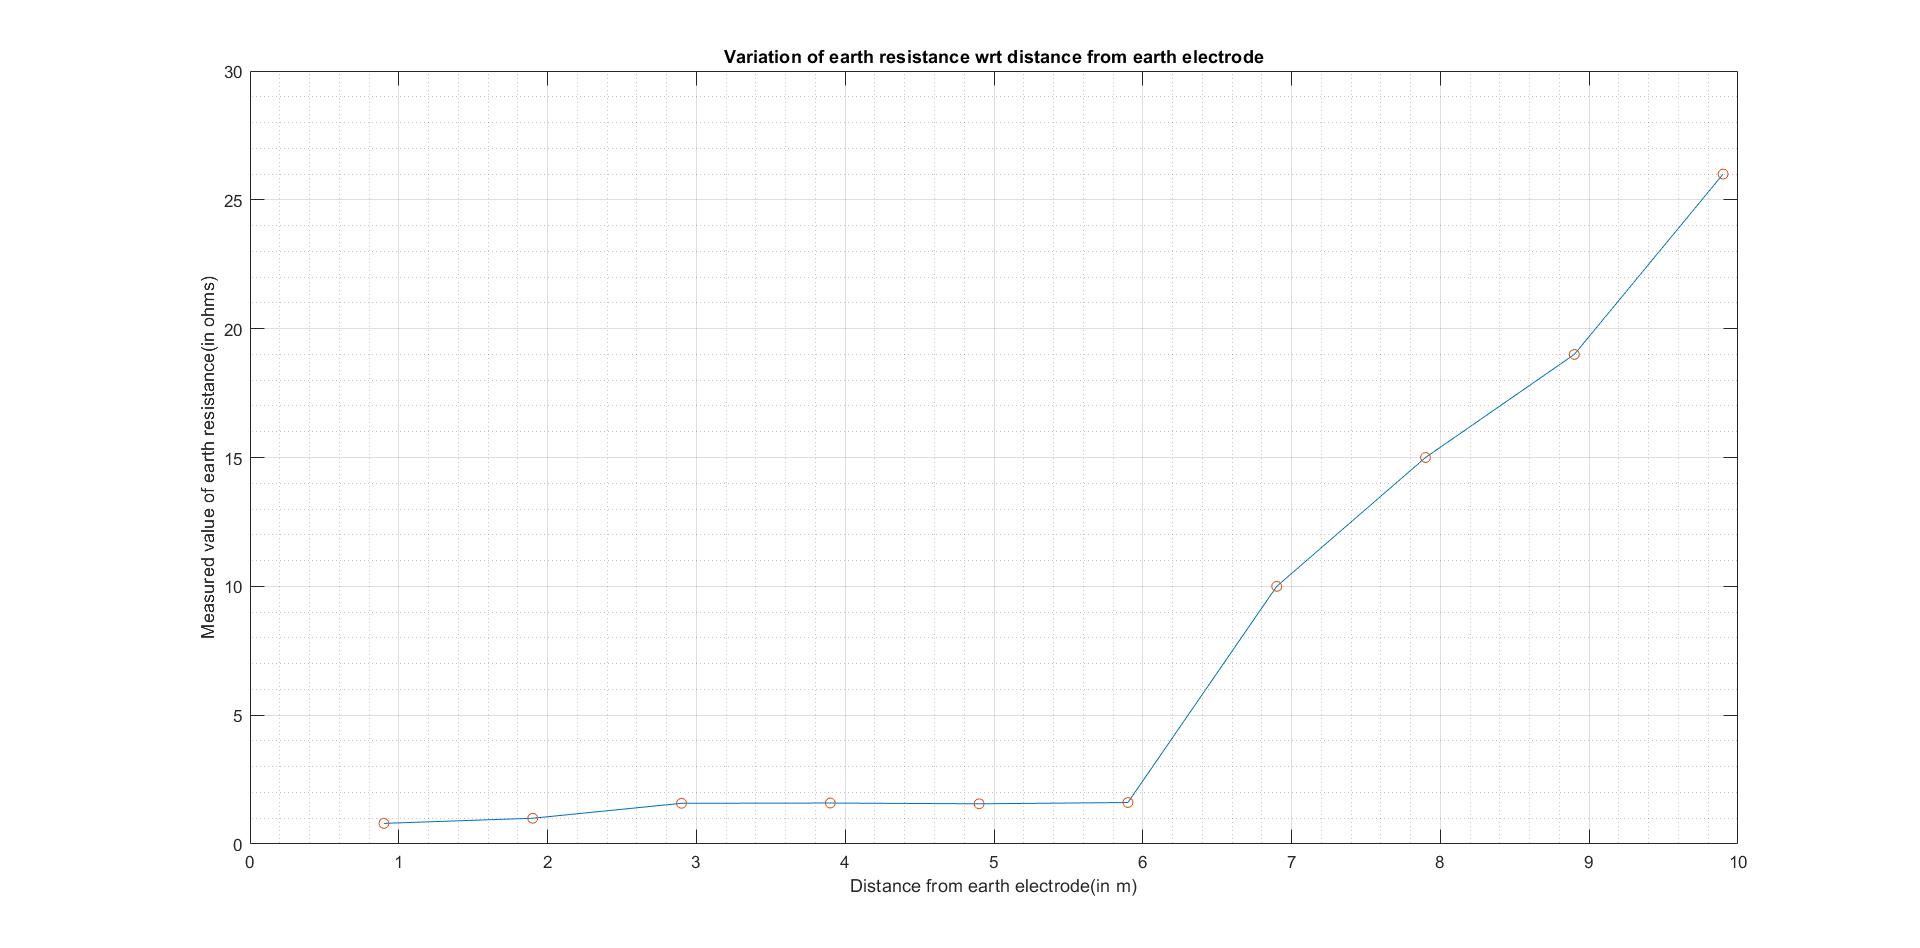 Variation of earth resistance wrt distance from earth electrode
30
25
20
15
10
5
0
Measured value of earth resistance(in ohms)
0 1 2 3 4 5 6 7 8 9 10
Distance from earth electrode(in m)